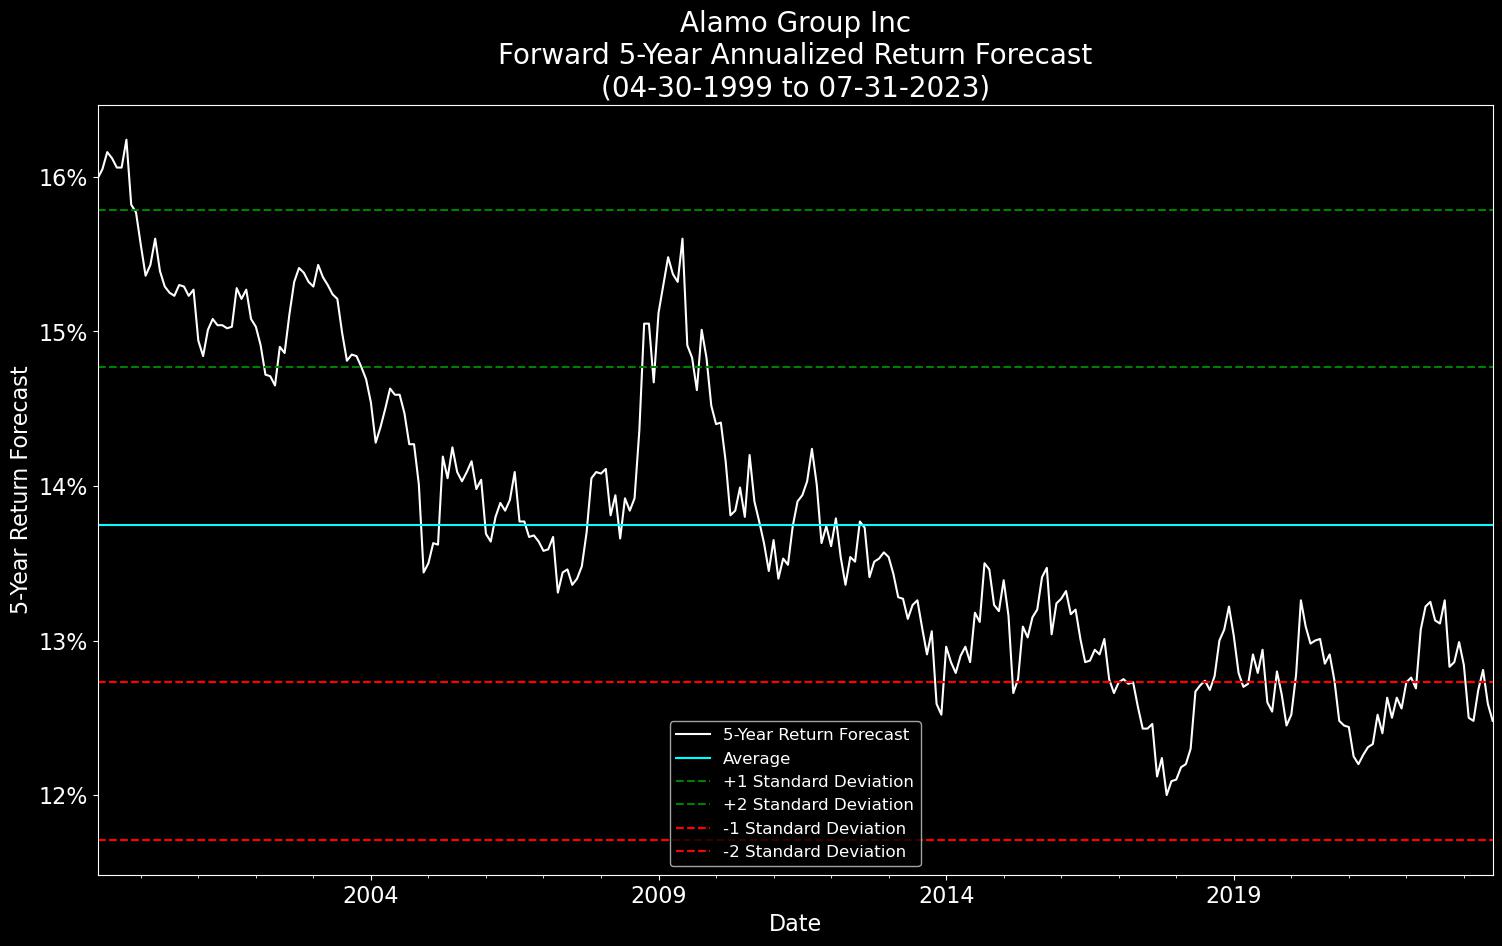 Alamo Group Inc
Forward 5-Year Annualized Return Forecast
(04-30-1999 to 07-31-2023)
16%
15%
14%
13%
12%
5-Year Return Forecast
5-Year Return Forecast
Average
+1 Standard Deviation
+2 Standard Deviation
-1 Standard Deviation
-2 Standard Deviation
2004 2009 2014 2019
Date